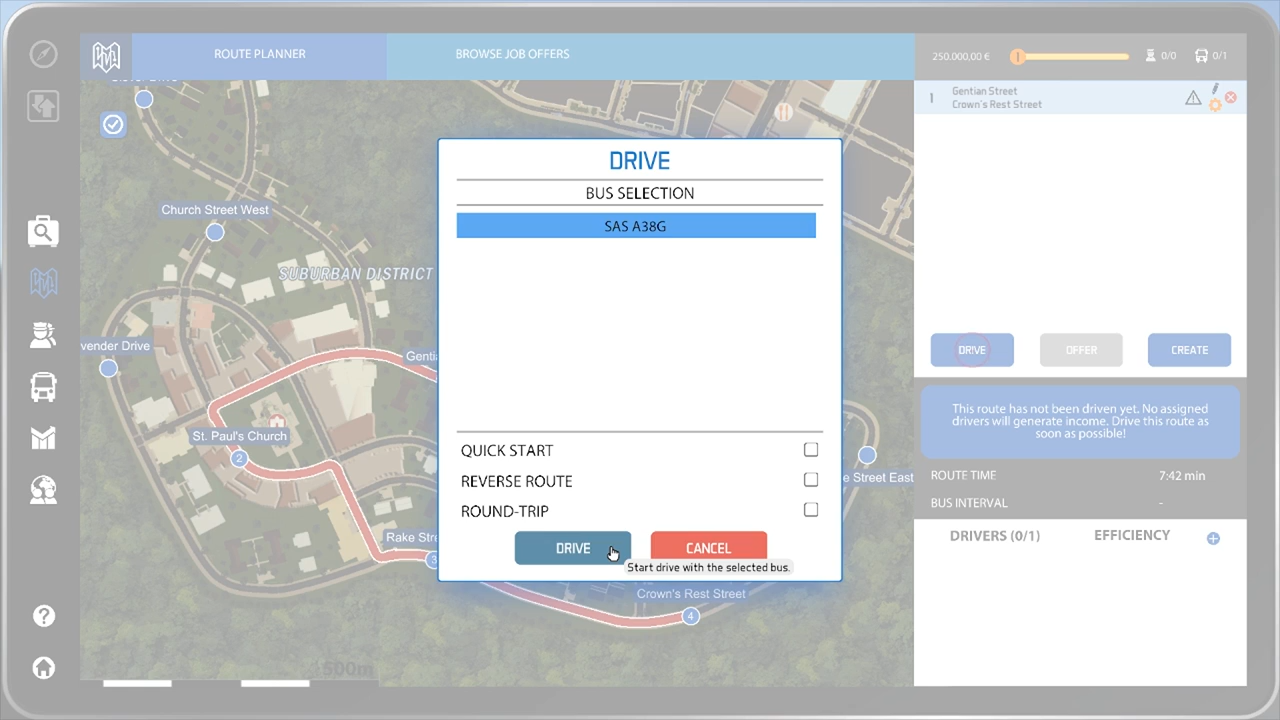 ROUTE PLANNER
BROWSE JOB OFFERS
250.000,00 €
0/0
0/1
1
Gentian Street
Crown's Rest Street
Church Street West
SUBURBAN DISTRICT
vender Drive
Genti
St. Paul's Church
2
Rake Stre
3
e Street East
Crown's Rest Street
4
500m
DRIVE
BUS SELECTION
SAS A38G
QUICK START
REVERSE ROUTE
ROUND-TRIP
DRIVE
CANCEL
Start drive with the selected bus.
DRIVE
OFFER
CREATE
This route has not been driven yet. No assigned
drivers will generate income. Drive this route as
soon as possible!
ROUTE TIME
7:42 min
BUS INTERVAL
-
DRIVERS (0/1)
EFFICIENCY